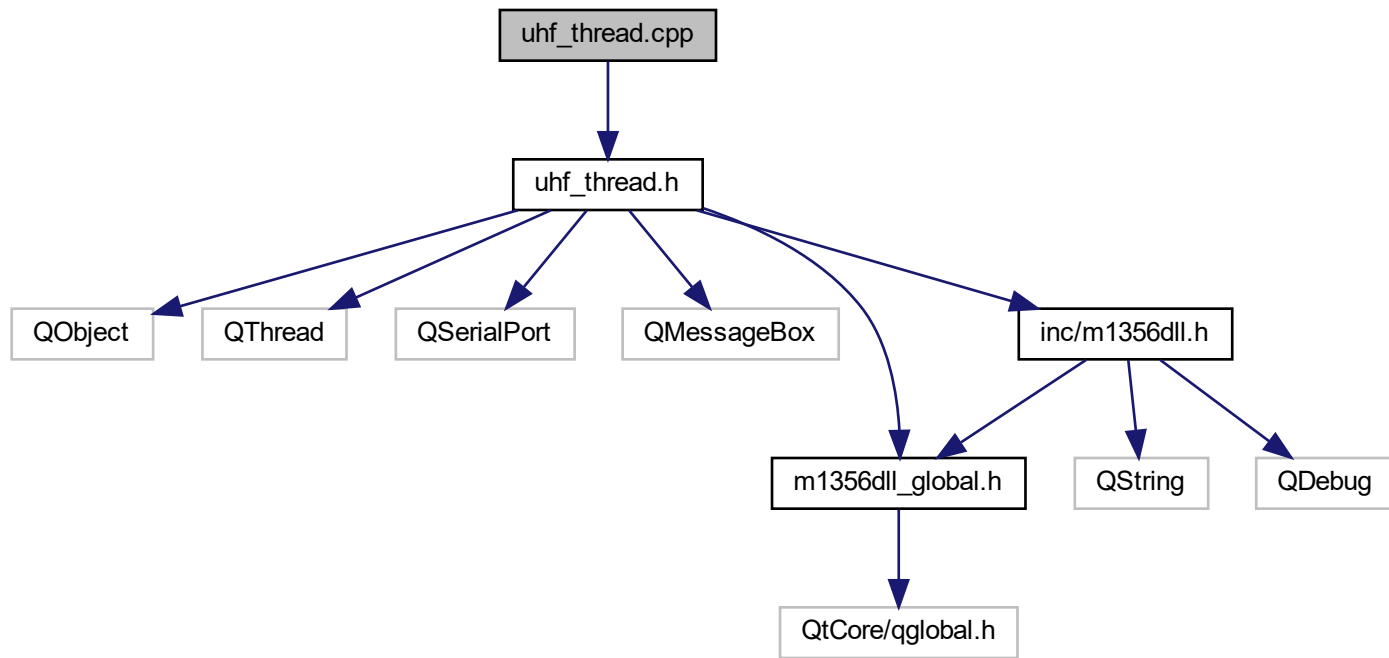 uhf_thread.cpp
uhf_thread.h
QObject
QThread
QSerialPort
QMessageBox
inc/m1356dll.h
m1356dll_global.h
QString
QDebug
QtCore/qglobal.h